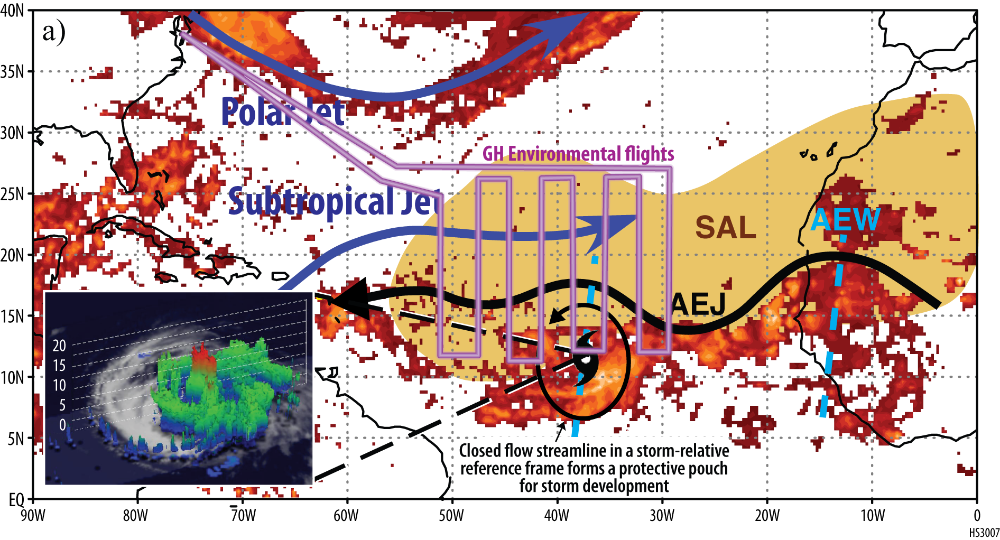 a)
40N
35N
30N
25N
20N
15N
10N
5N
EQ
Polar Jet
GH Environmental flights
Subtropical Jet
SAL
AEW
AEJ
20
15
10
5
0
Closed flow streamline in a storm-relative
reference frame forms a protective pouch
for storm development
90W 80W 70W 60W 50W 40W 30W 20W 10W 0
HS3007